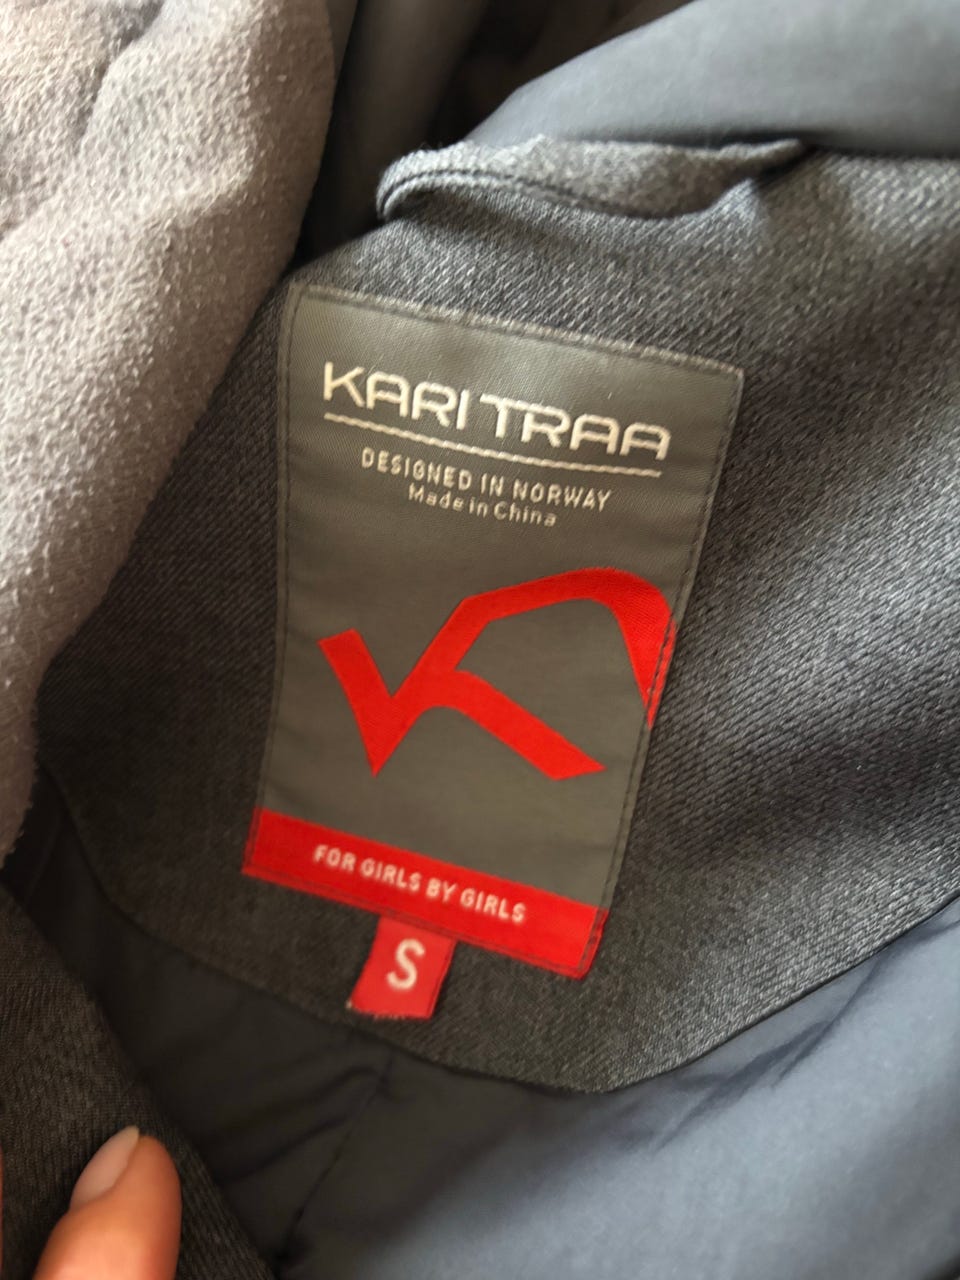 KARI TRAA
DESIGNED IN NORWAY
Made in China
FOR GIRLS BY GIRLS
S